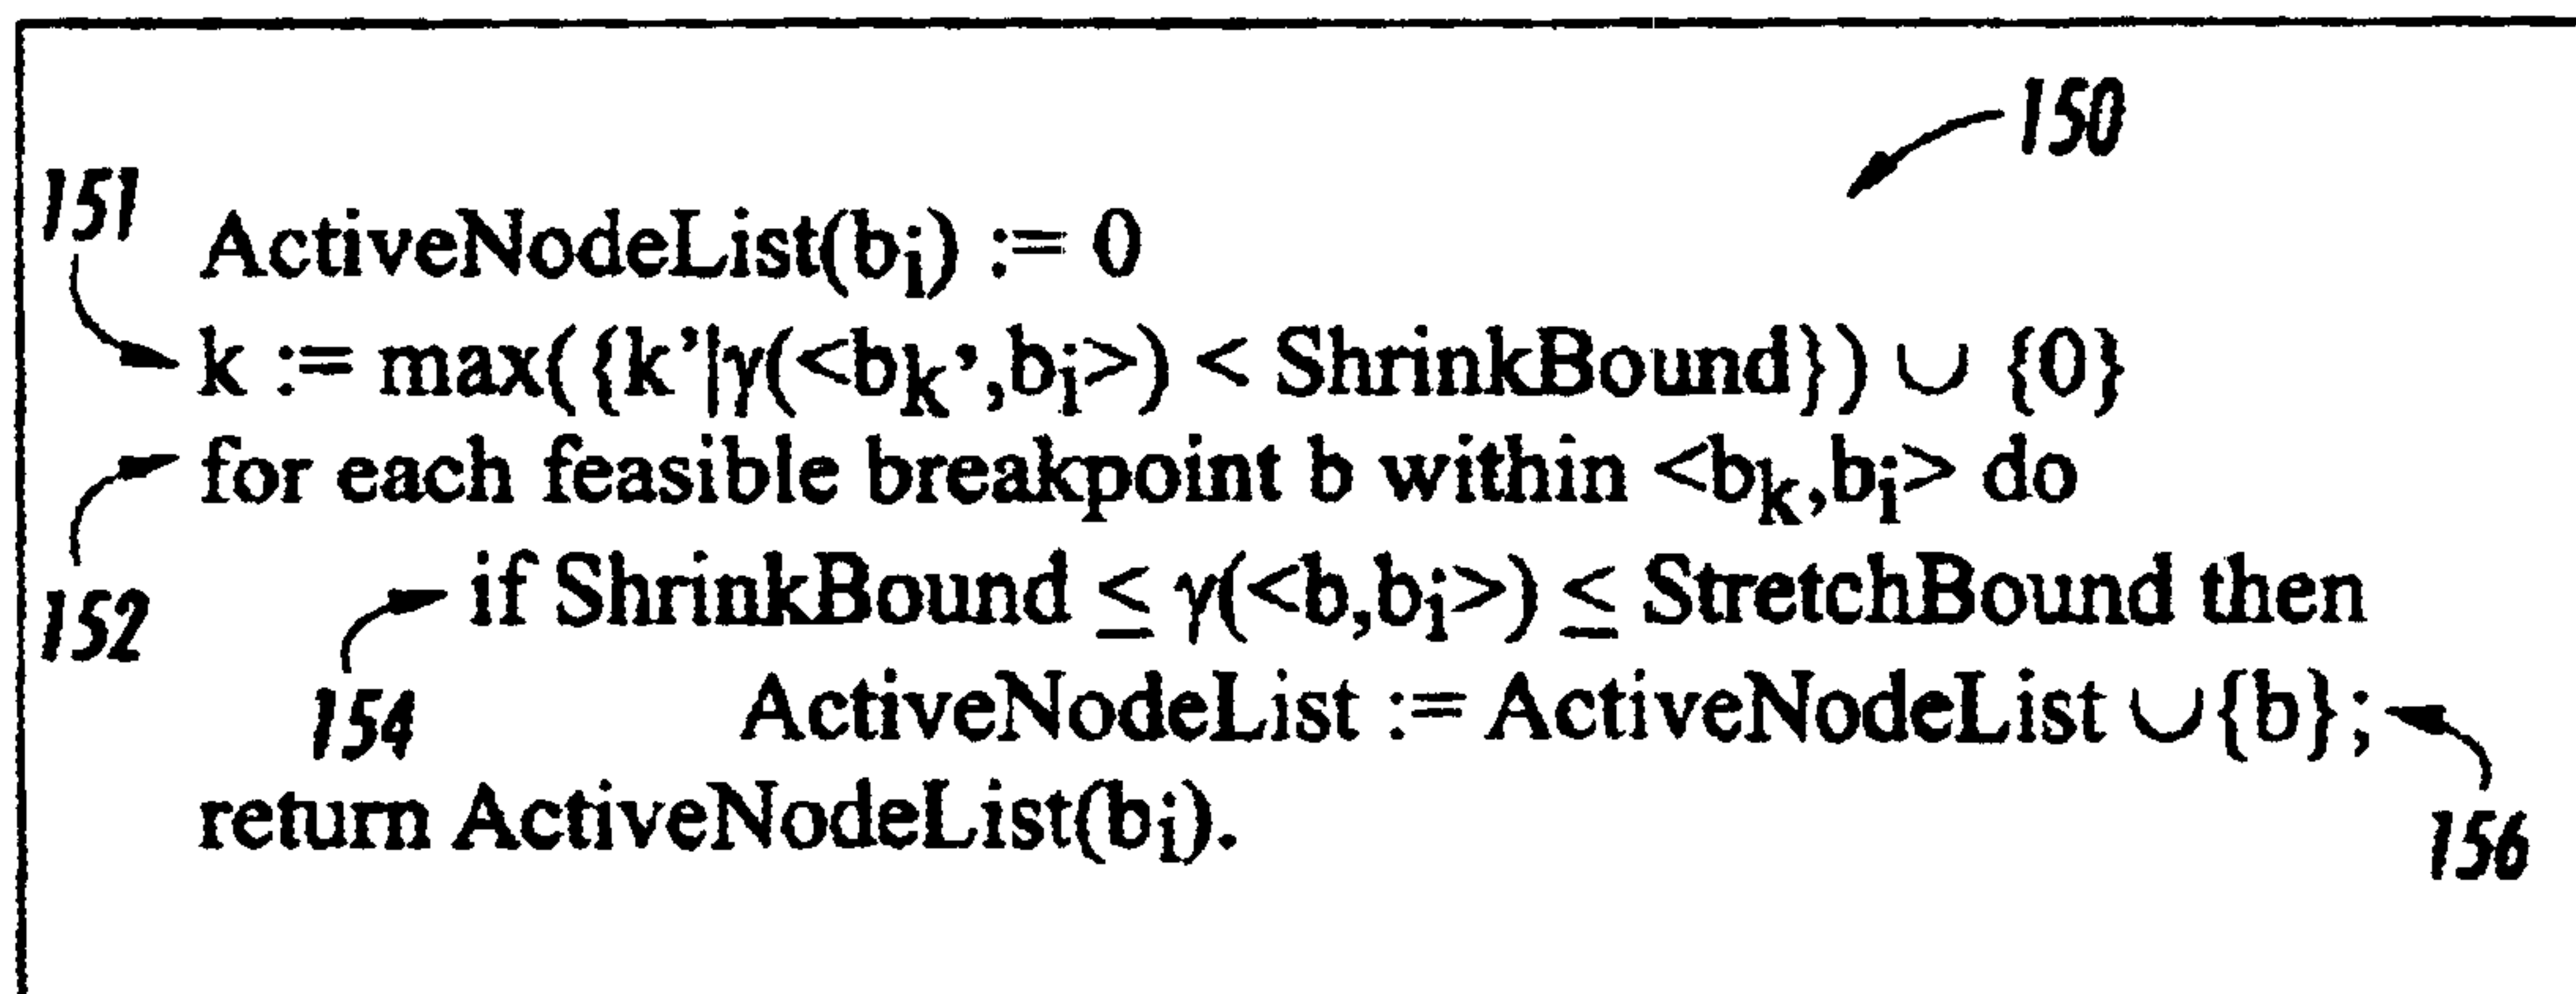 150
151
ActiveNodeList(bi) := 0
k := max({k’|γ(<bk’,bi>) < ShrinkBound}) ∪ {0}
for each feasible breakpoint b within <bk,bi> do
152
if ShrinkBound ≤ γ(<b,bi>) ≤ StretchBound then
154
ActiveNodeList := ActiveNodeList ∪{b};
return ActiveNodeList(bi).
156